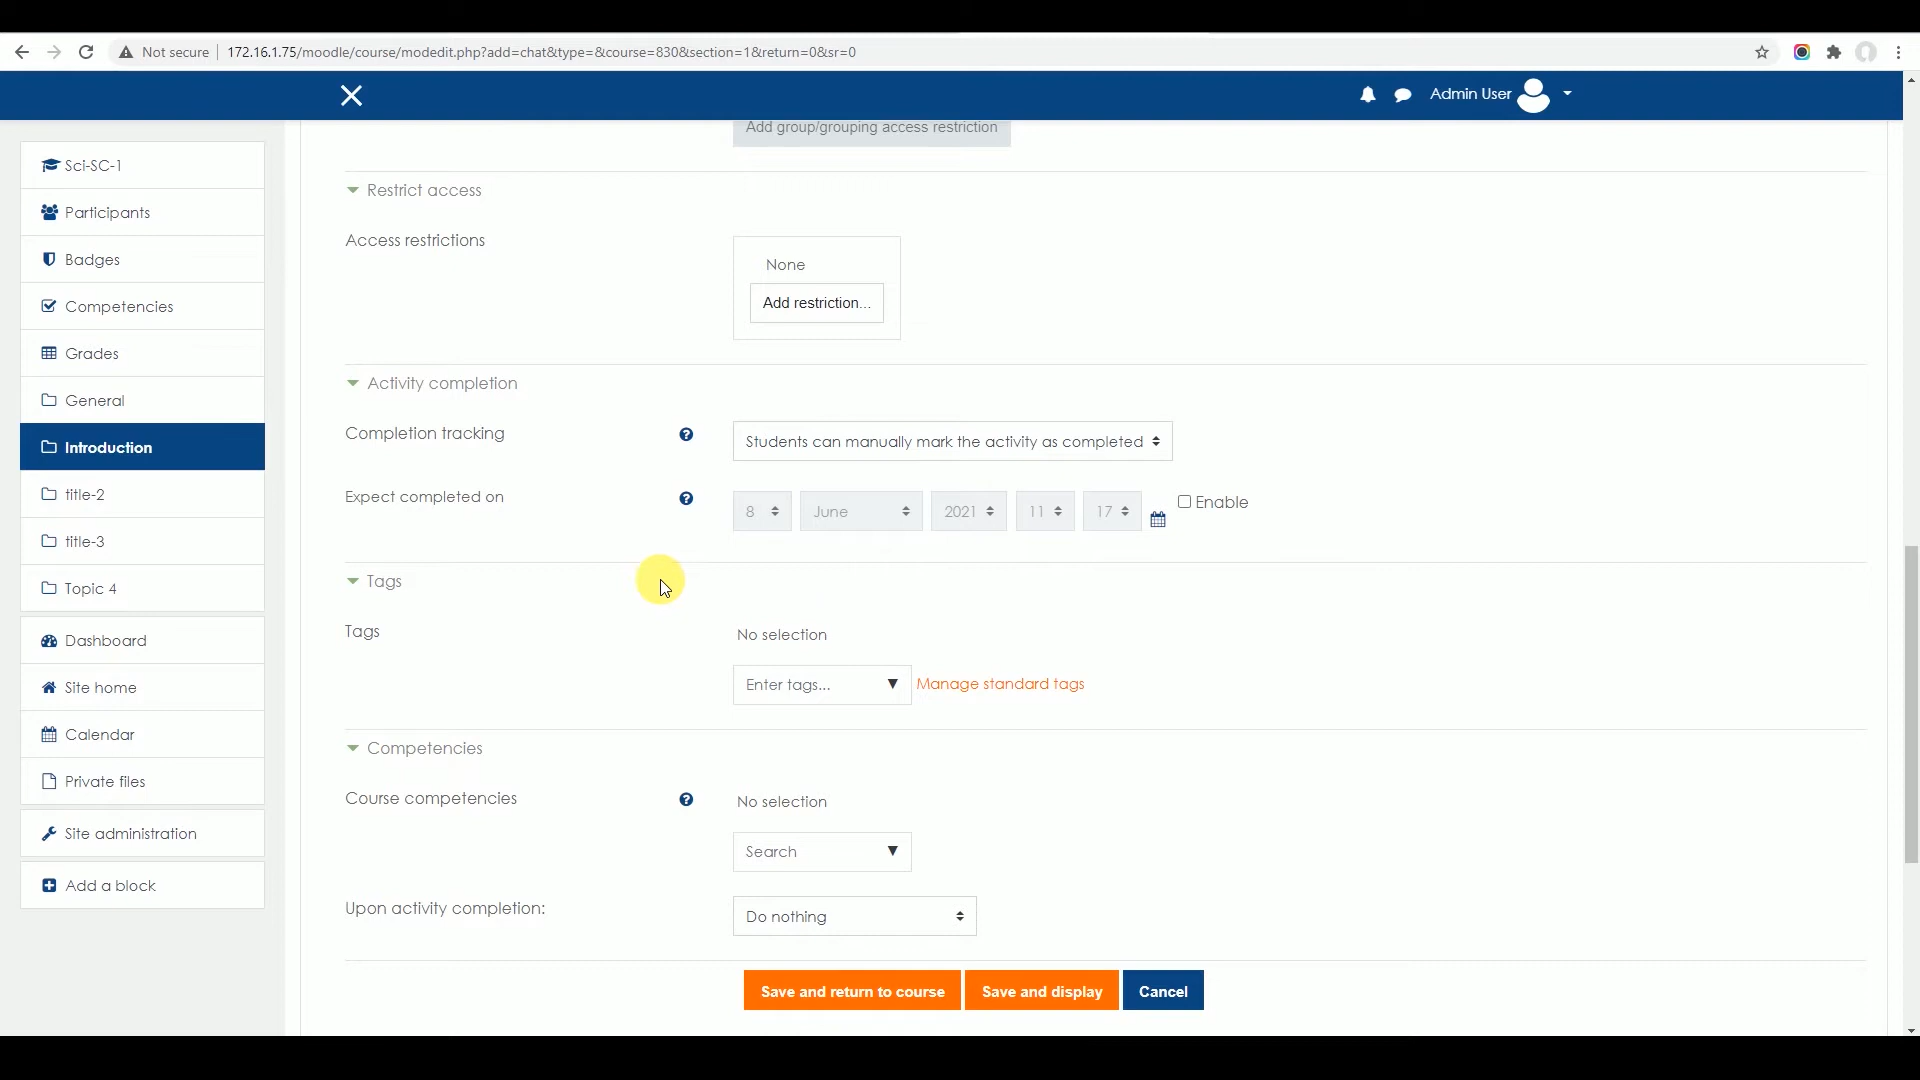 Not secure
172.16.1.75/moodle/course/modedit.php?add=chat&type=&course=830&section=1&return=0&sr=0
Admin User
Sci-SC-1
Participants
Badges
Competencies
Grades
General
Introduction
title-2
title-3
Topic 4
Dashboard
Site home
Calendar
Private files
Site administration
Add a block
Add group/grouping access restriction
Restrict access
Access restrictions
None
Add restriction...
Activity completion
Completion tracking
Students can manually mark the activity as completed
Expect completed on
8 June 2021 11 17 Enable
Tags
Tags
No selection
Enter tags... Manage standard tags
Competencies
Course competencies
No selection
Search
Upon activity completion:
Do nothing
Save and return to course Save and display Cancel